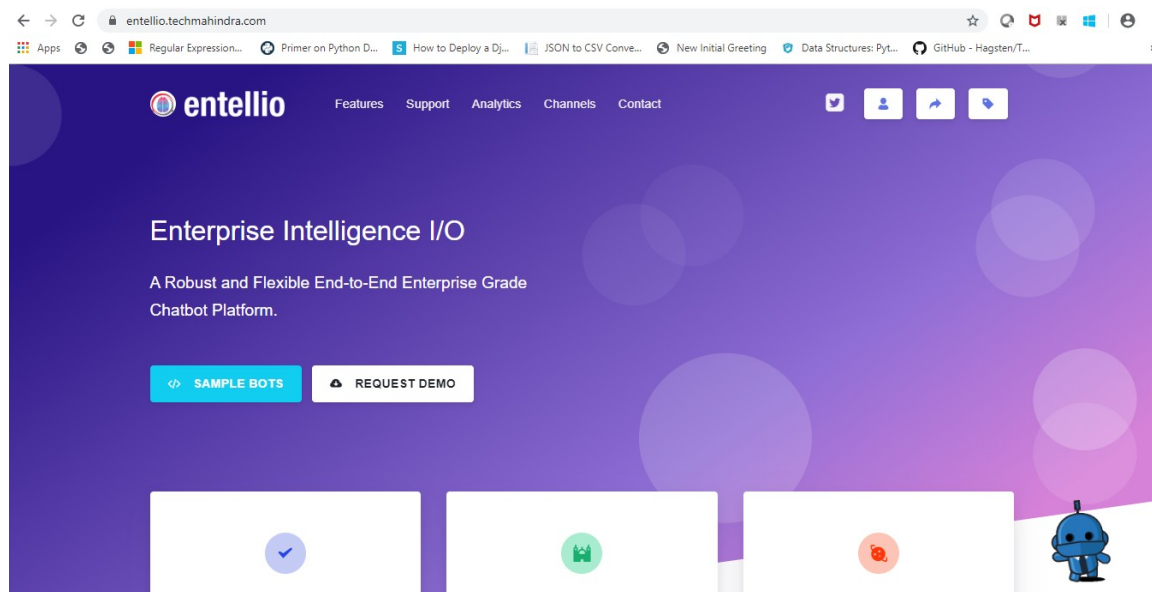 entellio.techmahindra.com
Apps Regular Expression... Primer on Python D... S How to Deploy a Dj... JSON to CSV Conve... New Initial Greeting Data Structures: Pyt... GitHub - Hagsten/T...
entellio Features Support Analytics Channels Contact
Enterprise Intelligence I/O
A Robust and Flexible End-to-End Enterprise Grade
Chatbot Platform.
</> SAMPLE BOTS REQUEST DEMO